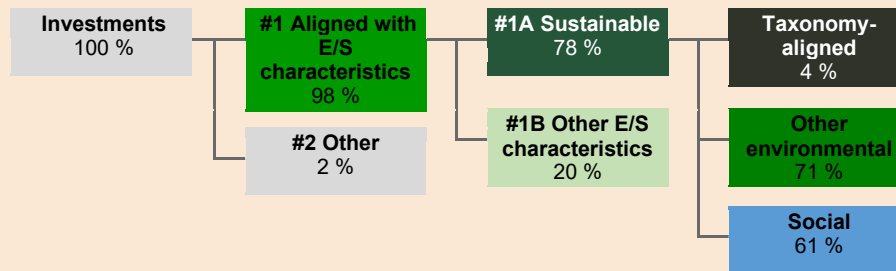 Investments
100 %
#1 Aligned with
E/S
characteristics
98 %
#2 Other
2 %
#1A Sustainable
78 %
#1B Other E/S
characteristics
20 %
Taxonomy-
aligned
4 %
Other
environmental
71 %
Social
61 %